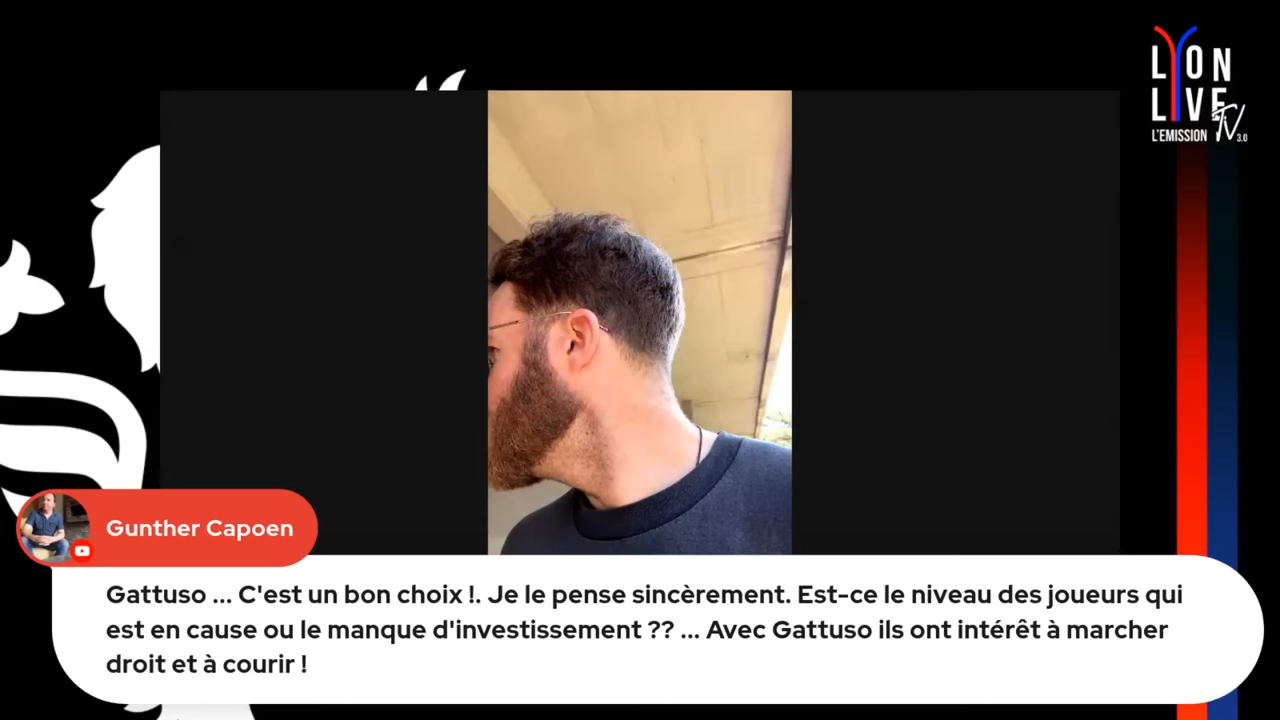 LYON
LIVE
TV
L'EMISSION
3.0
Gunther Capoen
Gattuso ... C'est un bon choix !. Je le pense sincèrement. Est-ce le niveau des joueurs qui
est en cause ou le manque d'investissement ?? ... Avec Gattuso ils ont intérêt à marcher
droit et à courir !